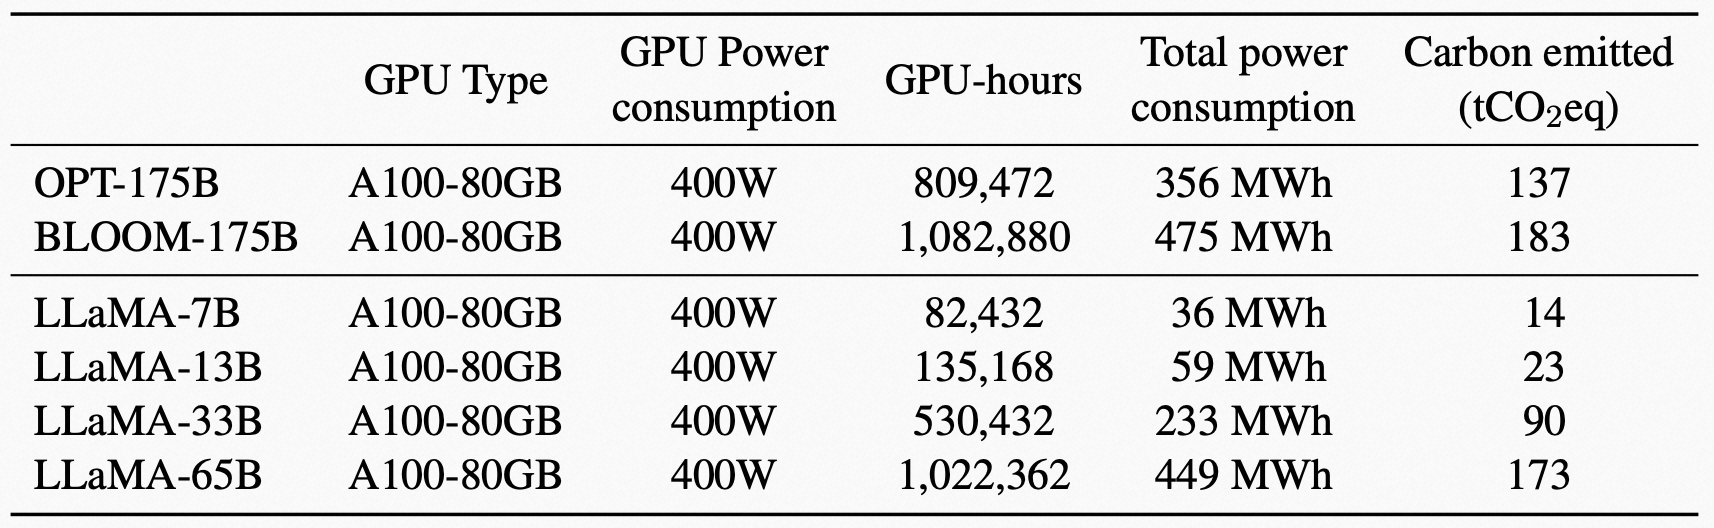 GPU Type GPU Power consumption GPU-hours Total power consumption Carbon emitted (tCO₂eq)
OPT-175B A100-80GB 400W 809,472 356 MWh 137
BLOOM-175B A100-80GB 400W 1,082,880 475 MWh 183
LLaMA-7B A100-80GB 400W 82,432 36 MWh 14
LLaMA-13B A100-80GB 400W 135,168 59 MWh 23
LLaMA-33B A100-80GB 400W 530,432 233 MWh 90
LLaMA-65B A100-80GB 400W 1,022,362 449 MWh 173